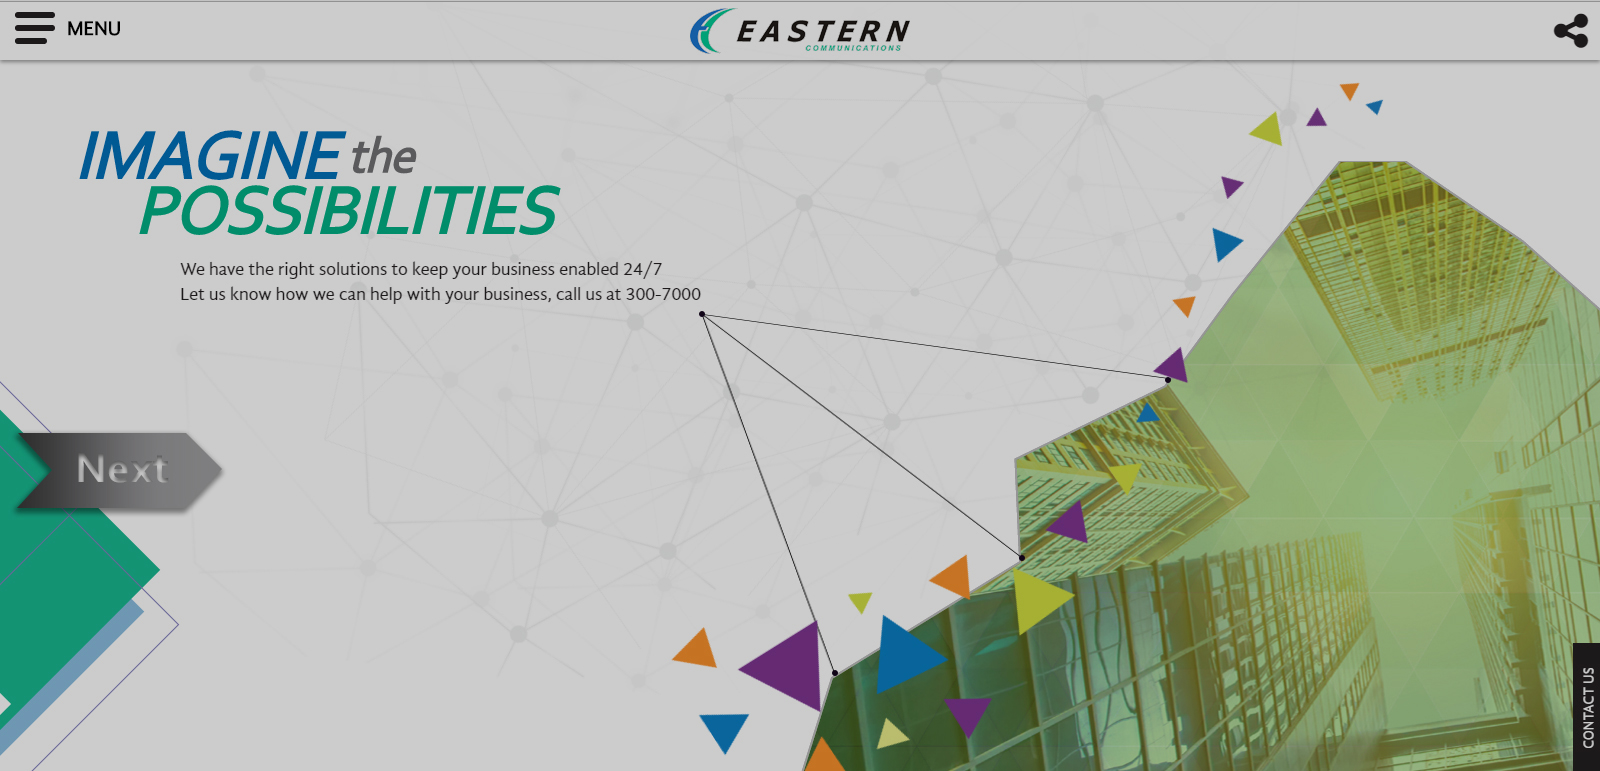 MENU
EASTERN
COMMUNICATIONS
IMAGINE the
POSSIBILITIES
We have the right solutions to keep your business enabled 24/7
Let us know how we can help with your business, call us at 300-7000
Next
CONTACT US